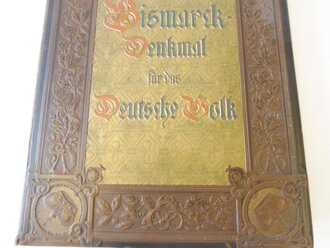 Bismarck-
Denkmal
für das
Deutsche Volk